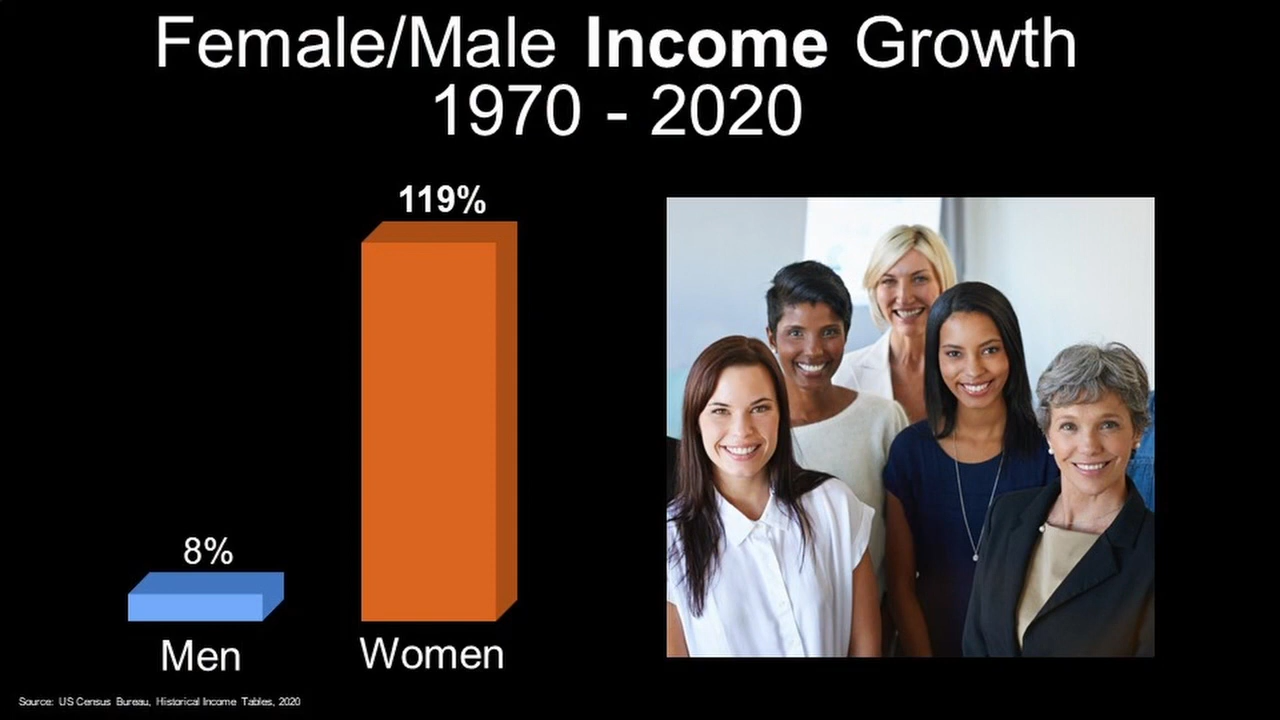 Female/Male Income Growth
1970 - 2020
119%
8%
Men
Women
Source: US Census Bureau, Historical Income Tables, 2020